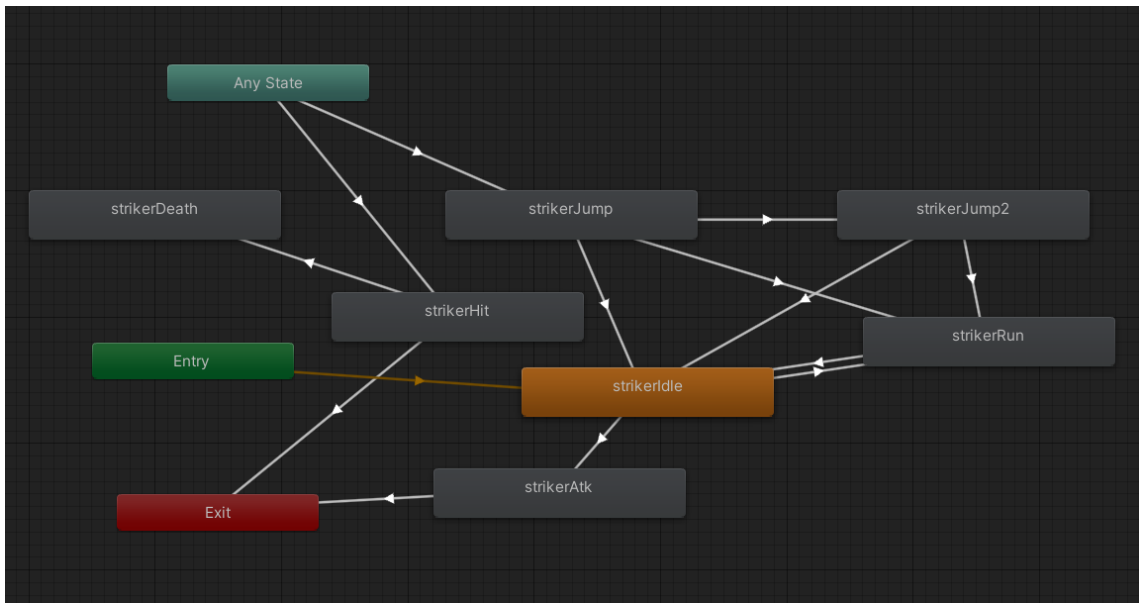 Any State
strikerDeath
strikerJump
strikerJump2
strikerHit
strikerRun
Entry
strikerIdle
strikerAtk
Exit